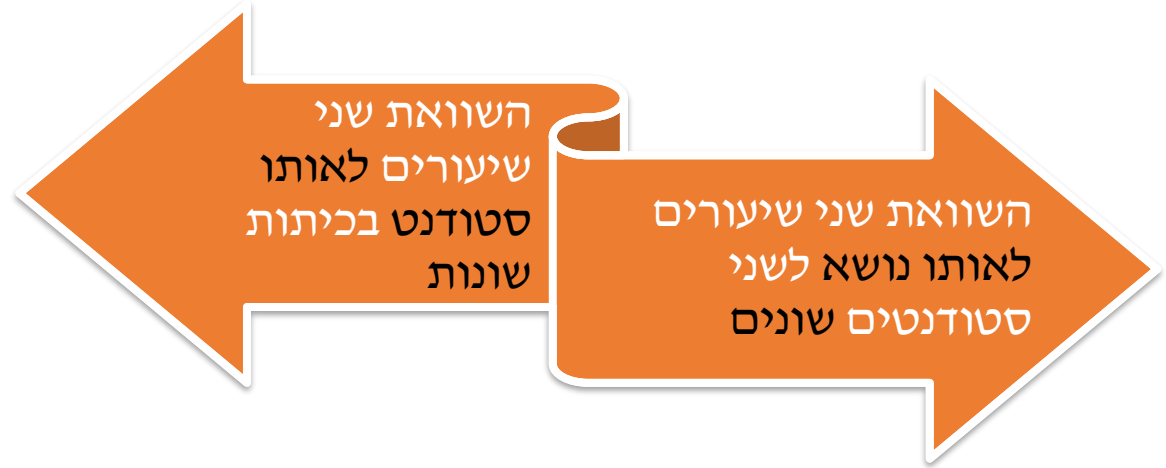 השוואת שני שיעורים
לאותו נושא לשני
סטודנטים שונים
השוואת שני
שיעורים לאותו
סטודנט בכיתות
שונות